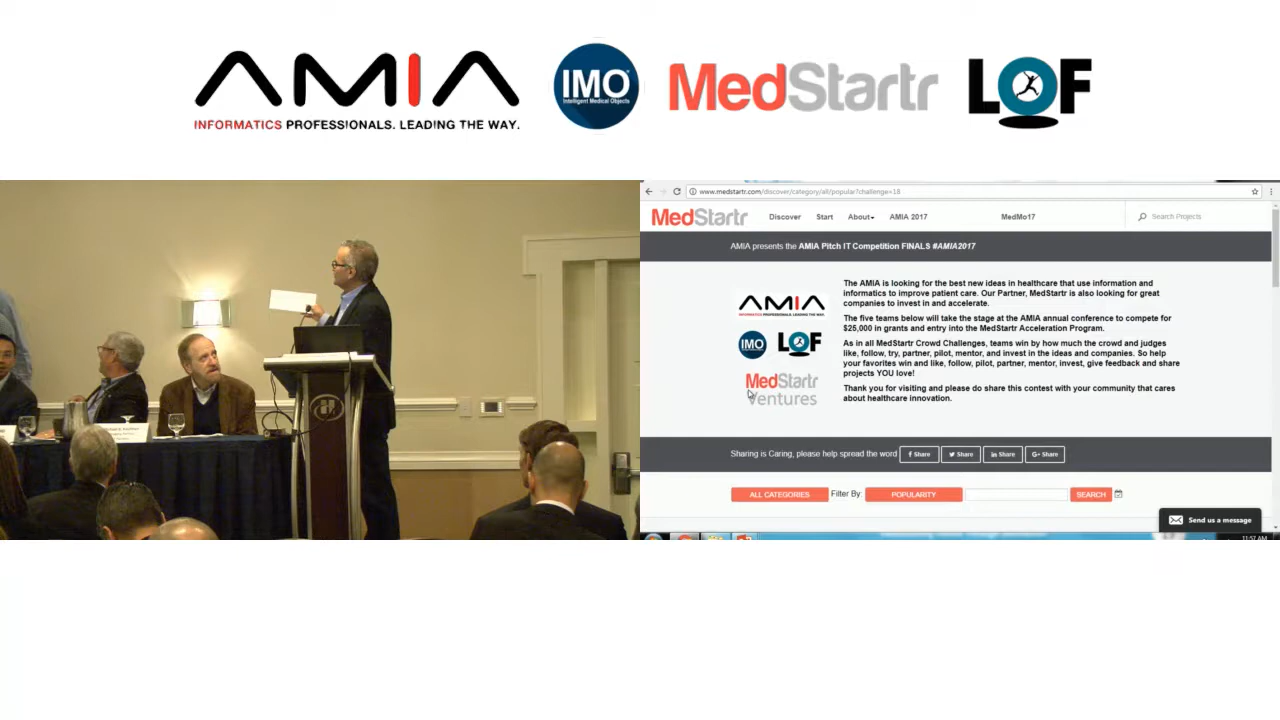 AMIA
INFORMATICS PROFESSIONALS. LEADING THE WAY.
IMO
Intelligent Medical Objects
MedStartr
LOF
www.medstartr.com/discover/category/all/popular?challenge=18
MedStartr
Discover
Start
About
AMIA 2017
MedMo17
Search Projects
AMIA presents the AMIA Pitch IT Competition FINALS #AMIA2017
AMIA
INFORMATICS PROFESSIONALS. LEADING THE WAY.
IMO
LOF
MedStartr
Ventures
The AMIA is looking for the best new ideas in healthcare that use information and
informatics to improve patient care. Our Partner, MedStartr is also looking for great
companies to invest in and accelerate.
The five teams below will take the stage at the AMIA annual conference to compete for
$25,000 in grants and entry into the MedStartr Acceleration Program.
As in all MedStartr Crowd Challenges, teams win by how much the crowd and judges
like, follow, try, partner, pilot, mentor, and invest in the ideas and companies. So help
your favorites win and like, follow, pilot, partner, mentor, invest, give feedback and share
projects YOU love!
Thank you for visiting and please do share this contest with your community that cares
about healthcare innovation.
Sharing is Caring, please help spread the word
f Share
Share
in Share
G+ Share
ALL CATEGORIES
Filter By:
POPULARITY
SEARCH
Send us a message
11:57 AM